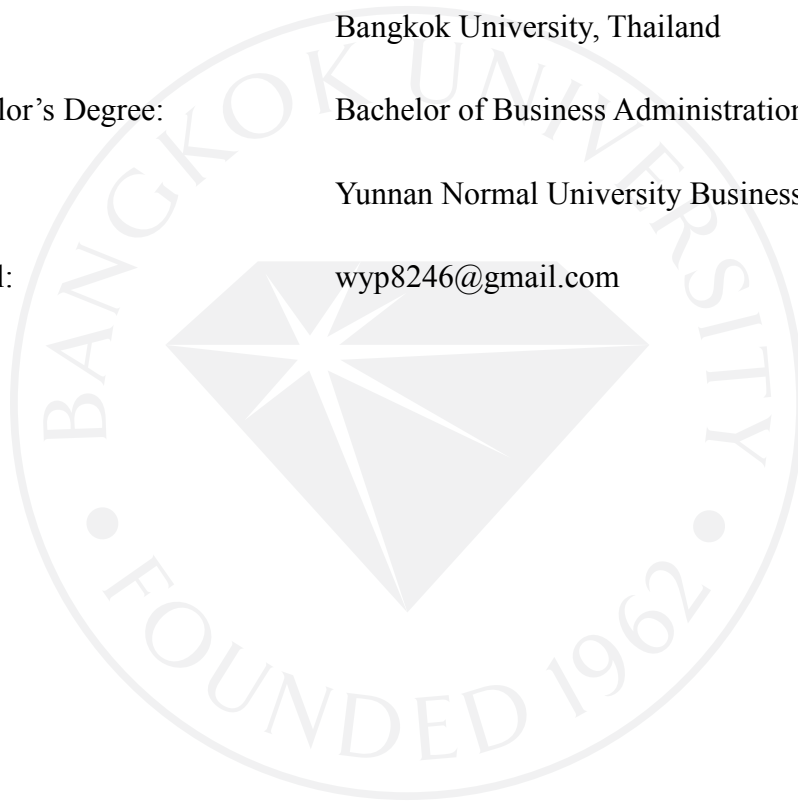 Bangkok University, Thailand
lor’s Degree: Bachelor of Business Administration
Yunnan Normal University Business
l: wyp8246@gmail.com
BANGKOK UNIVERSITY
FOUNDED 1962